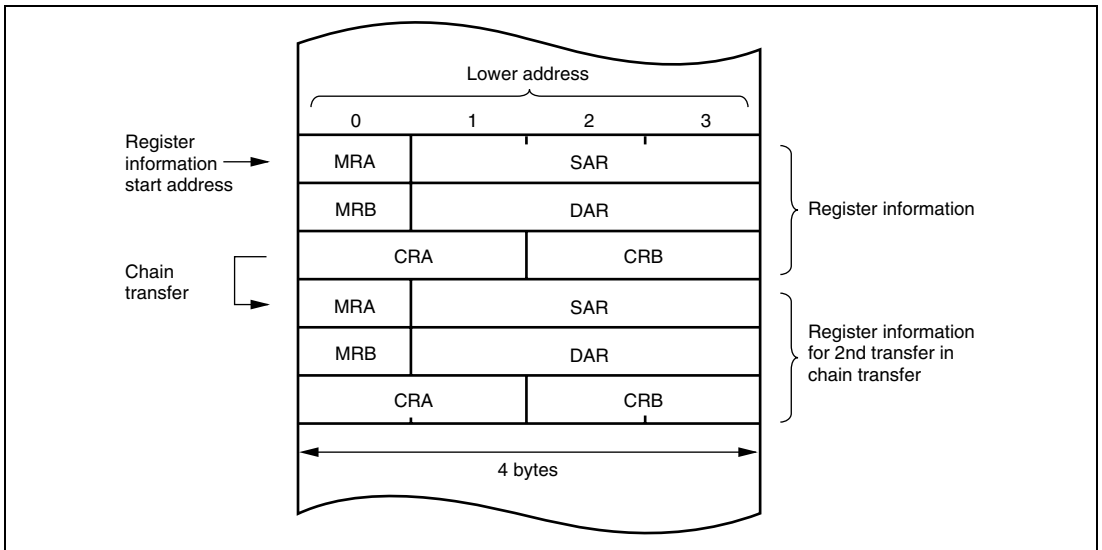 Lower address
0 1 2 3
Register
information
start address
MRA SAR
MRB DAR
Register information
CRA CRB
Chain
transfer
MRA SAR
MRB DAR
Register information
for 2nd transfer in
chain transfer
CRA CRB
4 bytes